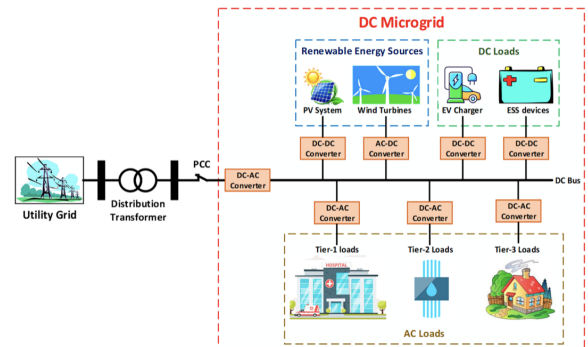 DC Microgrid
Renewable Energy Sources
DC Loads
PV System
Wind Turbines
EV Charger
ESS devices
DC-DC
Converter
AC-DC
Converter
DC-DC
Converter
DC-DC
Converter
PCC
DC-AC
Converter
DC Bus
Utility Grid
Distribution
Transformer
DC-AC
Converter
DC-AC
Converter
DC-AC
Converter
Tier-1 loads
Tier-2 Loads
Tier-3 Loads
HOSPITAL
AC Loads